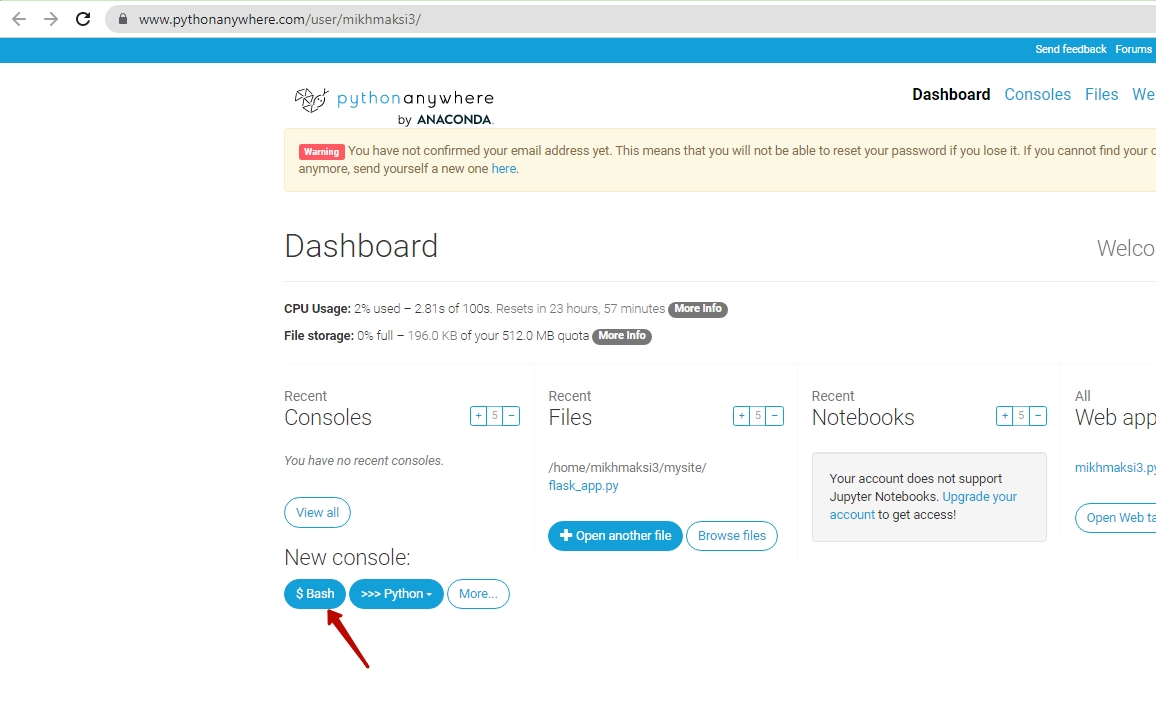 www.pythonanywhere.com/user/mikhmaksi3/
Send feedback Forums
pythonanywhere
by ANACONDA.
Dashboard Consoles Files We
Warning You have not confirmed your email address yet. This means that you will not be able to reset your password if you lose it. If you cannot find your c
anymore, send yourself a new one here.
Dashboard
Welco
CPU Usage: 2% used – 2.81s of 100s. Resets in 23 hours, 57 minutes More Info
File storage: 0% full – 196.0 KB of your 512.0 MB quota More Info
Recent
Consoles
+ 5 −
You have no recent consoles.
View all
New console:
$ Bash >>> Python More...
Recent
Files
+ 5 −
/home/mikhmaksi3/mysite/
flask_app.py
Open another file Browse files
Recent
Notebooks
+ 5 −
Your account does not support
Jupyter Notebooks. Upgrade your
account to get access!
All
Web app
mikhmaksi3.py
Open Web ta